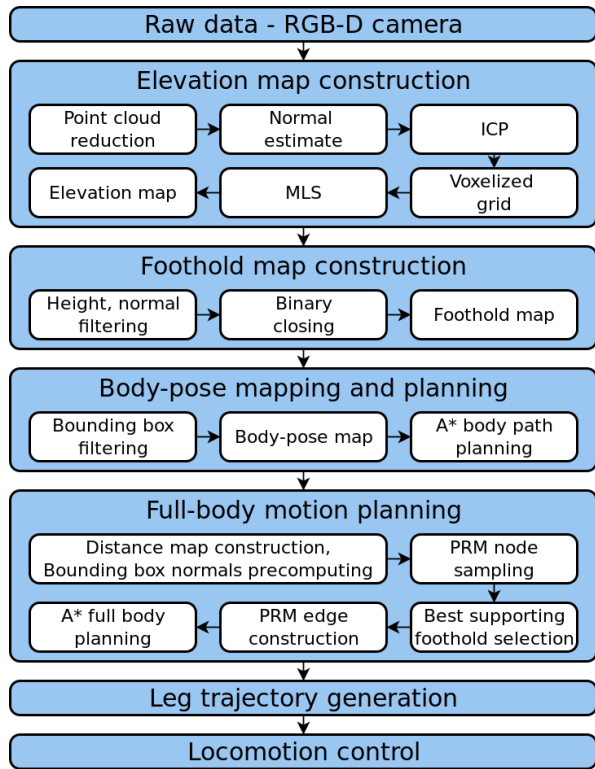 Raw data - RGB-D camera
Elevation map construction
Point cloud
reduction
Normal
estimate
ICP
Elevation map
MLS
Voxelized
grid
Foothold map construction
Height, normal
filtering
Binary
closing
Foothold map
Body-pose mapping and planning
Bounding box
filtering
Body-pose map
A* body path
planning
Full-body motion planning
Distance map construction,
Bounding box normals precomputing
PRM node
sampling
A* full body
planning
PRM edge
construction
Best supporting
foothold selection
Leg trajectory generation
Locomotion control